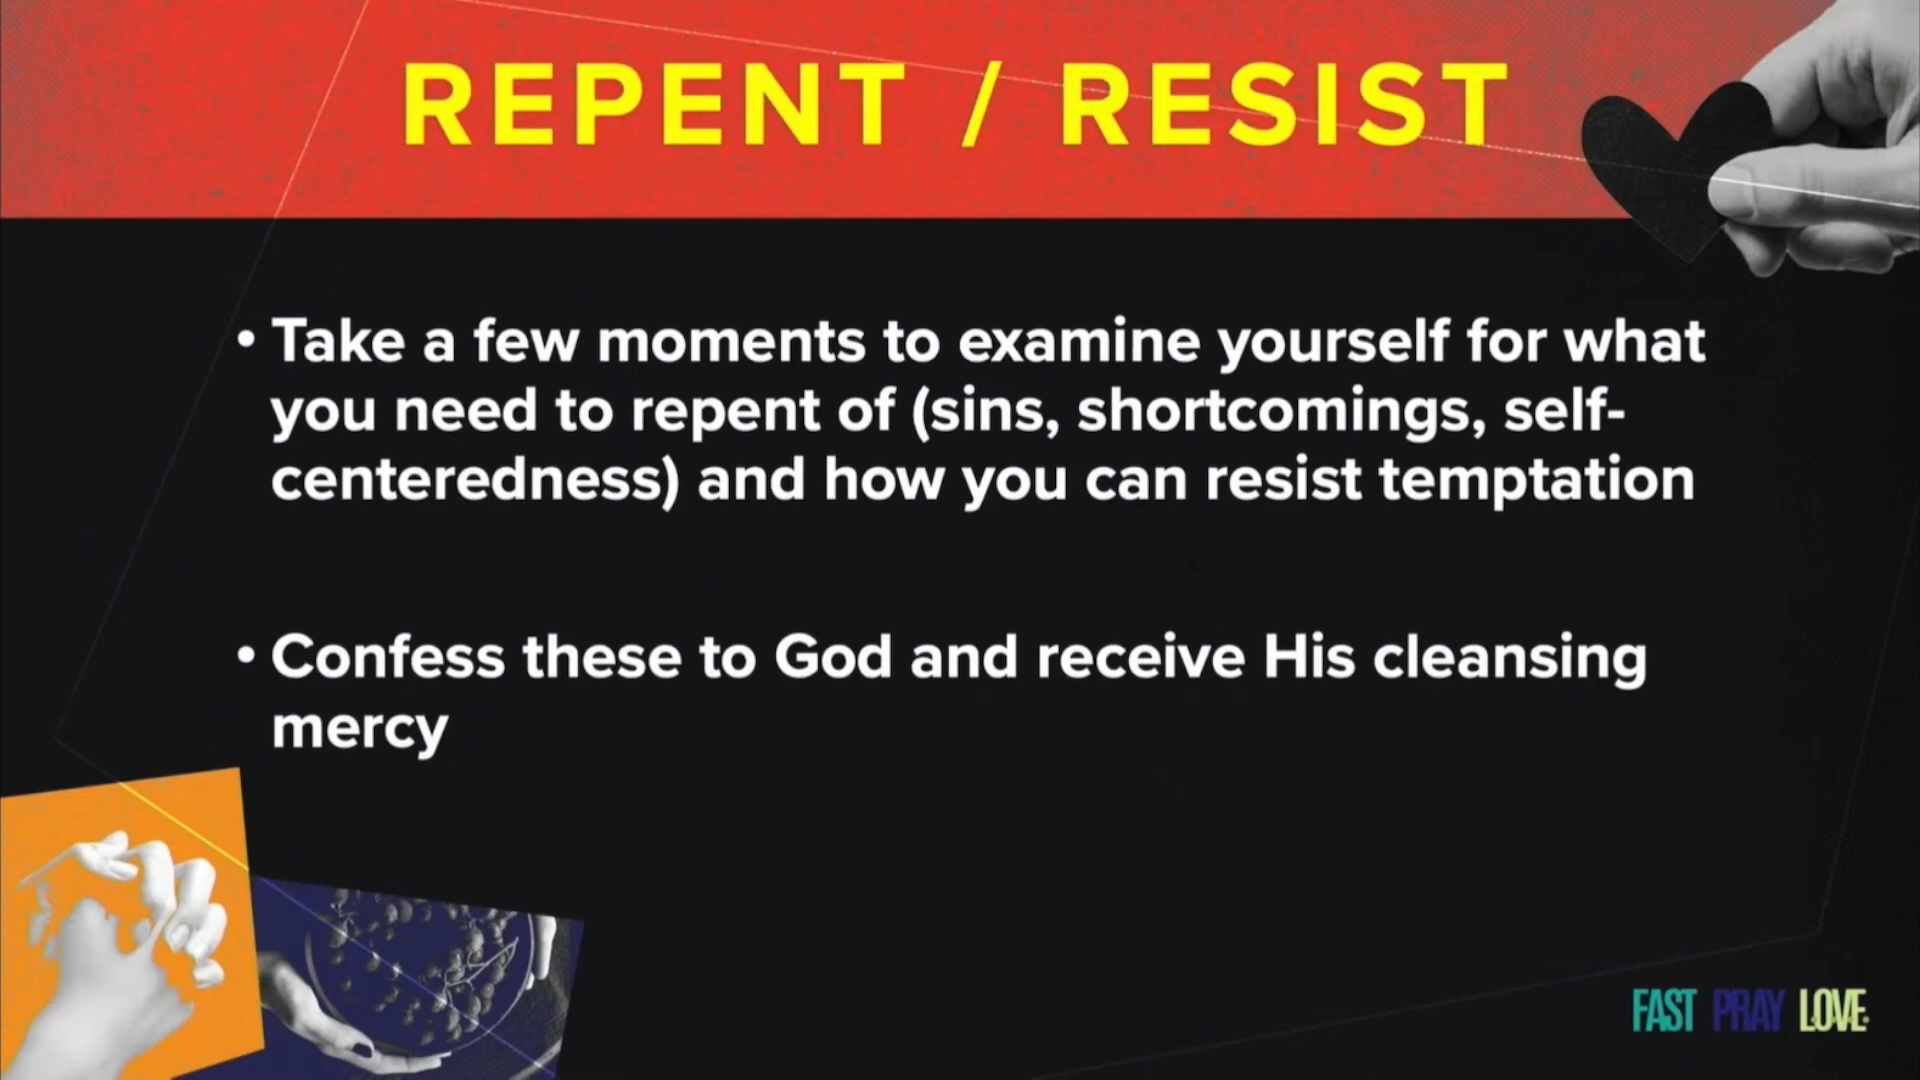 REPENT / RESIST
• Take a few moments to examine yourself for what
you need to repent of (sins, shortcomings, self-
centeredness) and how you can resist temptation
• Confess these to God and receive His cleansing
mercy
FAST PRAY LOVE